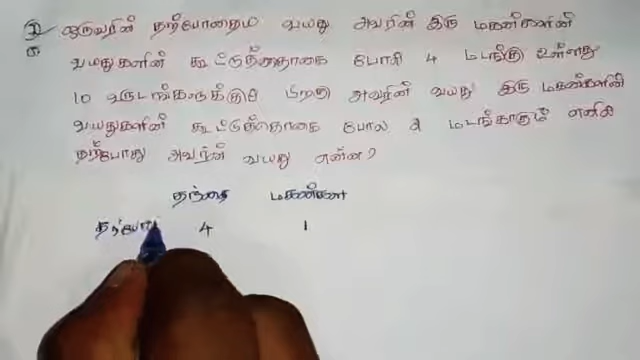 ஒருவரின் தற்போதைய வயது அவரின் இரு மகன்களின்
வயதுகளின் கூட்டுத்தொகை போல் 4 மடங்கு உள்ளது
10 வருடங்களுக்குச் பிறகு அவரின் வயது இரு மகன்களின்
வயதுகளின் கூட்டுத்தொகை போல 2 மடங்காகும் எனில்
தற்போது அவரின் வயது என்ன?
தந்தை மகன்கள்
தற்போ 4 1